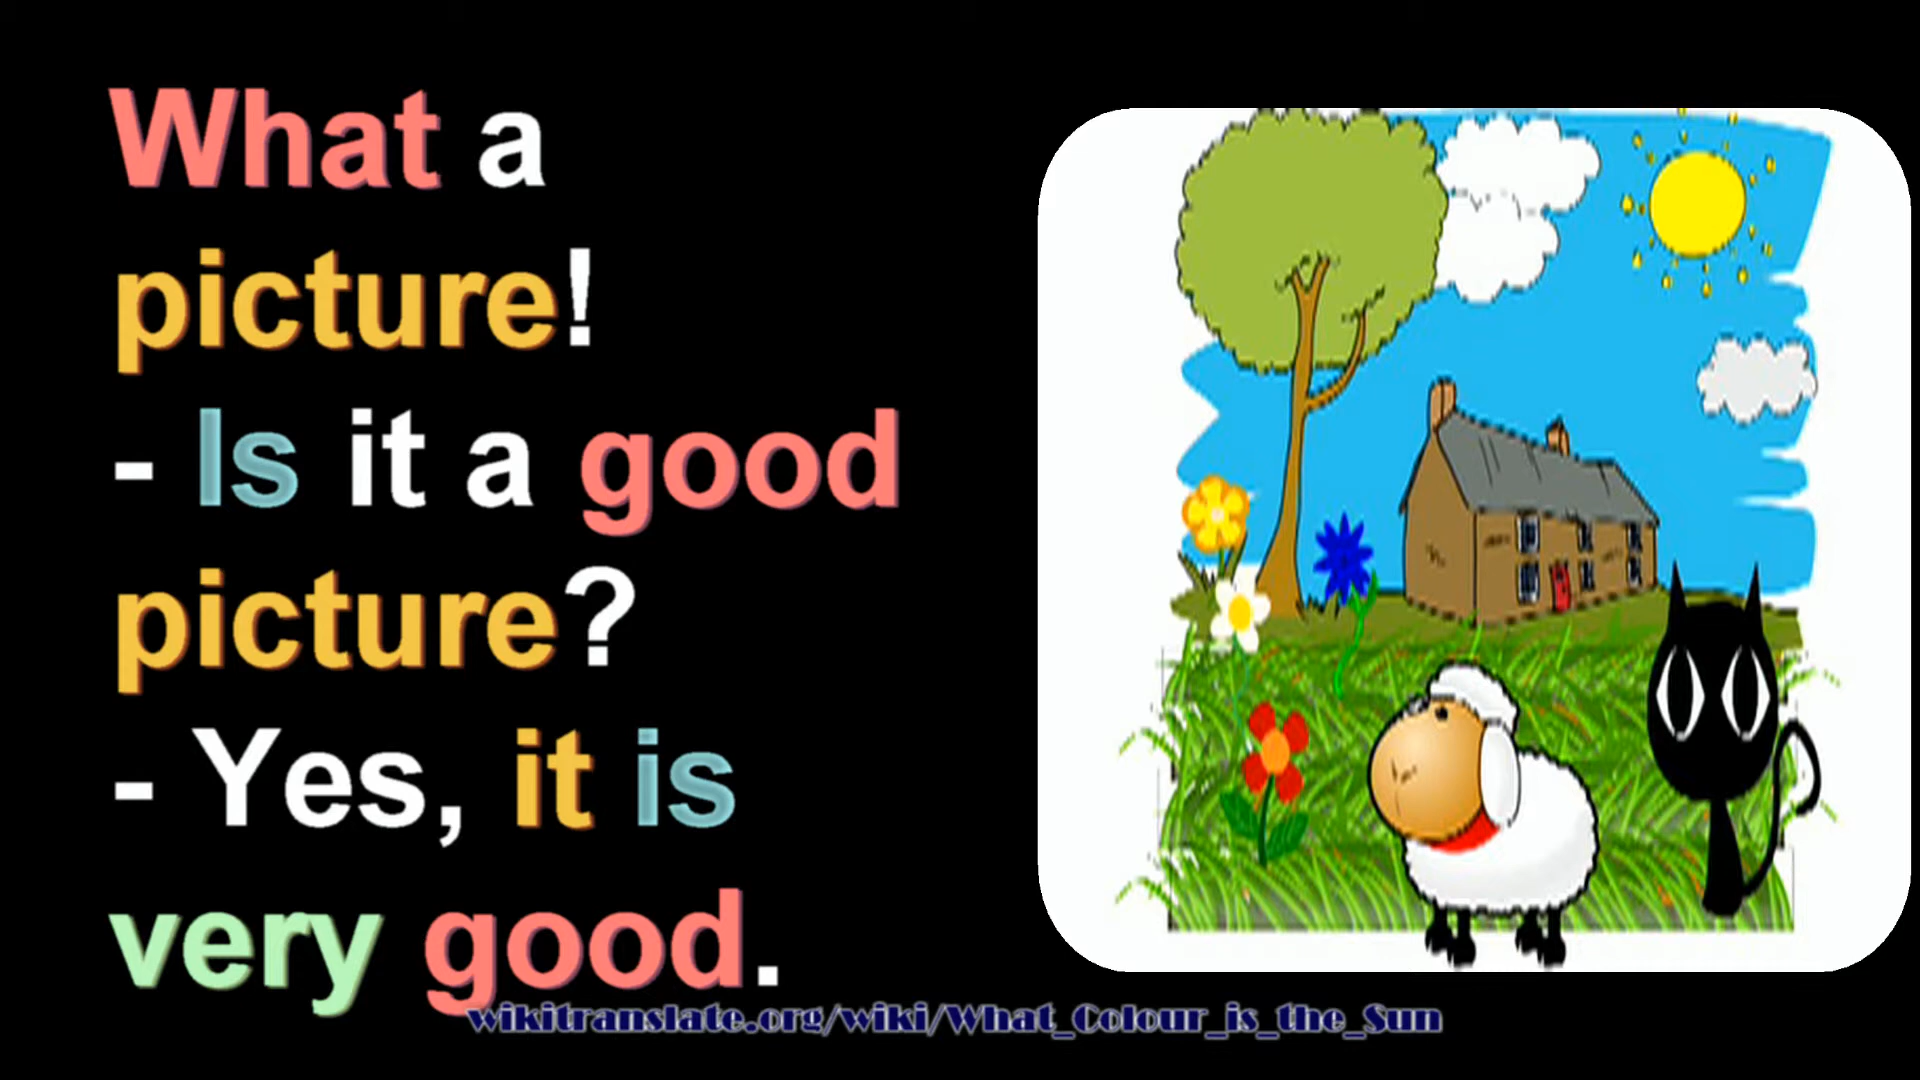 What a
picture!
- Is it a good
picture?
- Yes, it is
very good.
wikitranslate.org/wiki/What_Colour_is_the_Sun